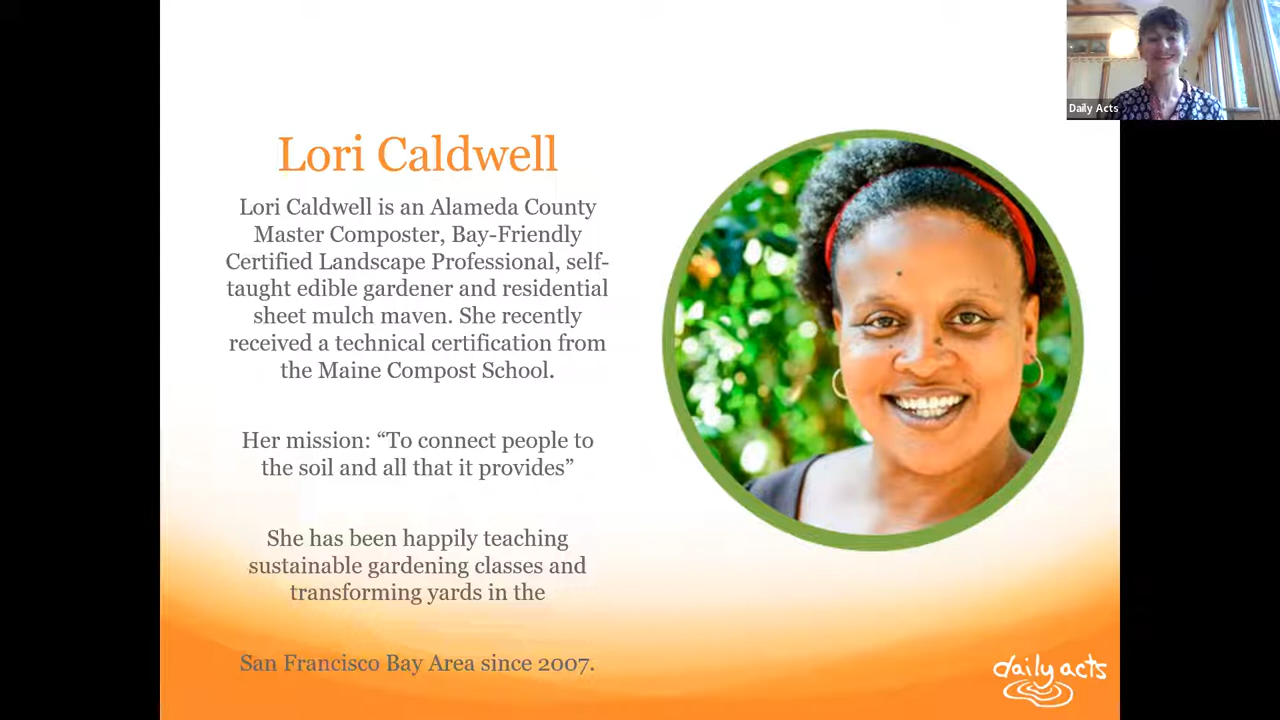 Daily Acts
Lori Caldwell
Lori Caldwell is an Alameda County
Master Composter, Bay-Friendly
Certified Landscape Professional, self-
taught edible gardener and residential
sheet mulch maven. She recently
received a technical certification from
the Maine Compost School.
Her mission: “To connect people to
the soil and all that it provides”
She has been happily teaching
sustainable gardening classes and
transforming yards in the
San Francisco Bay Area since 2007.
daily acts